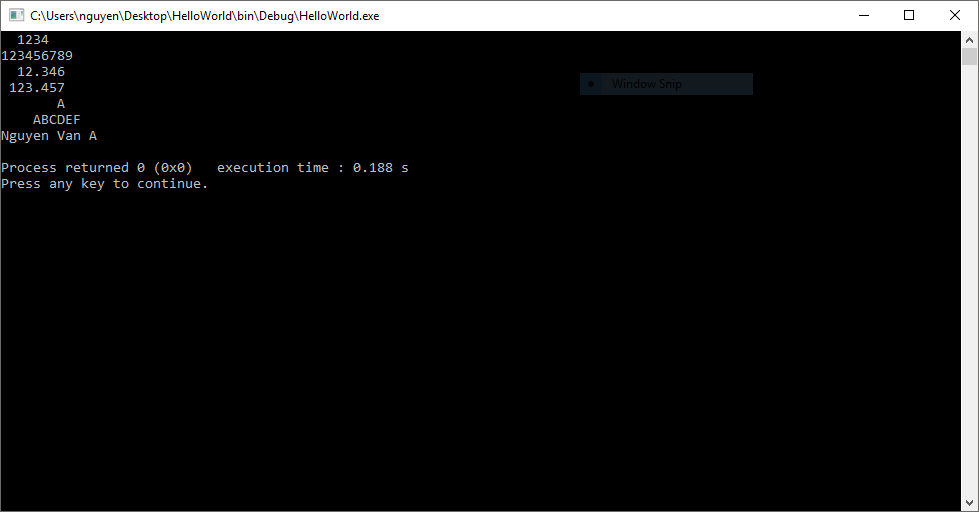 C:\Users\nguyen\Desktop\HelloWorld\bin\Debug\HelloWorld.exe
  1234
123456789
  12.346
 123.457
       A
    ABCDEF
Nguyen Van A
Window Snip
Process returned 0 (0x0)   execution time : 0.188 s
Press any key to continue.